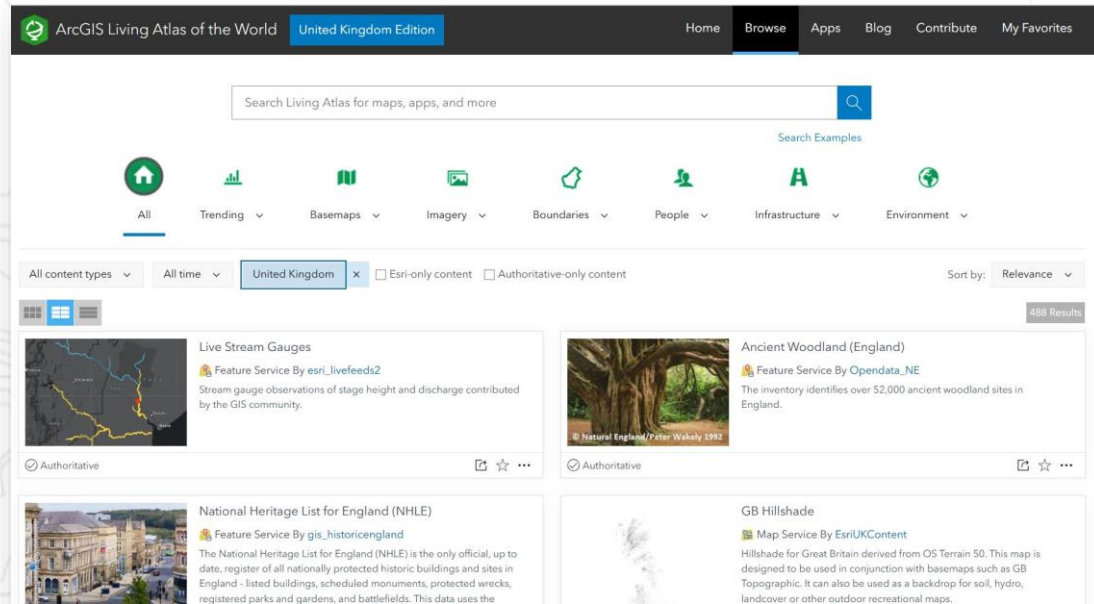 ArcGIS Living Atlas of the World
United Kingdom Edition
Home Browse Apps Blog Contribute My Favorites
Search Living Atlas for maps, apps, and more
Search Examples
All Trending Basemaps Imagery Boundaries People Infrastructure Environment
All content types All time United Kingdom × Esri-only content Authoritative-only content Sort by: Relevance
488 Results
Live Stream Gauges
Feature Service By esri_livefeeds2
Stream gauge observations of stage height and discharge contributed
by the GIS community.
Authoritative
© Natural England/Peter Wakely 1992
Ancient Woodland (England)
Feature Service By Opendata_NE
The inventory identifies over 52,000 ancient woodland sites in
England.
Authoritative
National Heritage List for England (NHLE)
Feature Service By gis_historicengland
The National Heritage List for England (NHLE) is the only official, up to
date, register of all nationally protected historic buildings and sites in
England - listed buildings, scheduled monuments, protected wrecks,
registered parks and gardens, and battlefields. This data uses the
GB Hillshade
Map Service By EsriUKContent
Hillshade for Great Britain derived from OS Terrain 50. This map is
designed to be used in conjunction with basemaps such as GB
Topographic. It can also be used as a backdrop for soil, hydro,
landcover or other outdoor recreational maps.